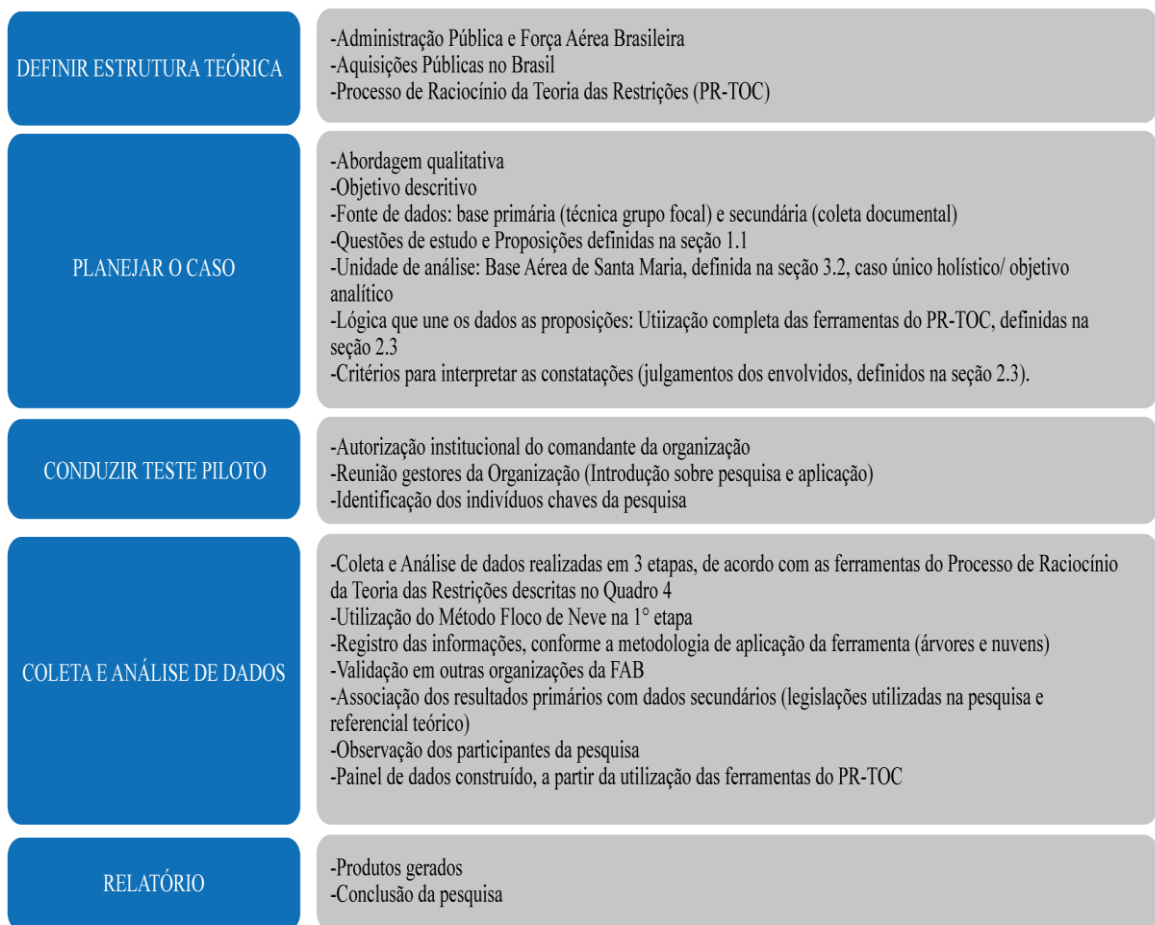 DEFINIR ESTRUTURA TEÓRICA
-Administração Pública e Força Aérea Brasileira
-Aquisições Públicas no Brasil
-Processo de Raciocínio da Teoria das Restrições (PR-TOC)
PLANEJAR O CASO
-Abordagem qualitativa
-Objetivo descritivo
-Fonte de dados: base primária (técnica grupo focal) e secundária (coleta documental)
-Questões de estudo e Proposições definidas na seção 1.1
-Unidade de análise: Base Aérea de Santa Maria, definida na seção 3.2, caso único holístico/ objetivo
analítico
-Lógica que une os dados as proposições: Utiização completa das ferramentas do PR-TOC, definidas na
seção 2.3
-Critérios para interpretar as constatações (julgamentos dos envolvidos, definidos na seção 2.3).
CONDUZIR TESTE PILOTO
-Autorização institucional do comandante da organização
-Reunião gestores da Organização (Introdução sobre pesquisa e aplicação)
-Identificação dos indivíduos chaves da pesquisa
COLETA E ANÁLISE DE DADOS
-Coleta e Análise de dados realizadas em 3 etapas, de acordo com as ferramentas do Processo de Raciocínio
da Teoria das Restrições descritas no Quadro 4
-Utilização do Método Floco de Neve na 1° etapa
-Registro das informações, conforme a metodologia de aplicação da ferramenta (árvores e nuvens)
-Validação em outras organizações da FAB
-Associação dos resultados primários com dados secundários (legislações utilizadas na pesquisa e
referencial teórico)
-Observação dos participantes da pesquisa
-Painel de dados construído, a partir da utilização das ferramentas do PR-TOC
RELATÓRIO
-Produtos gerados
-Conclusão da pesquisa